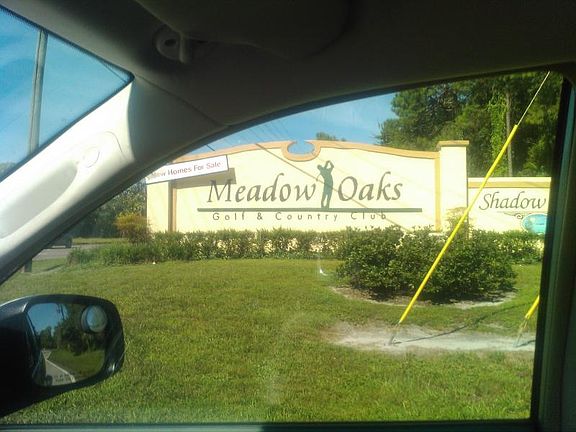 New Homes For Sale
Meadow Oaks
Golf & Country Club
Shadow